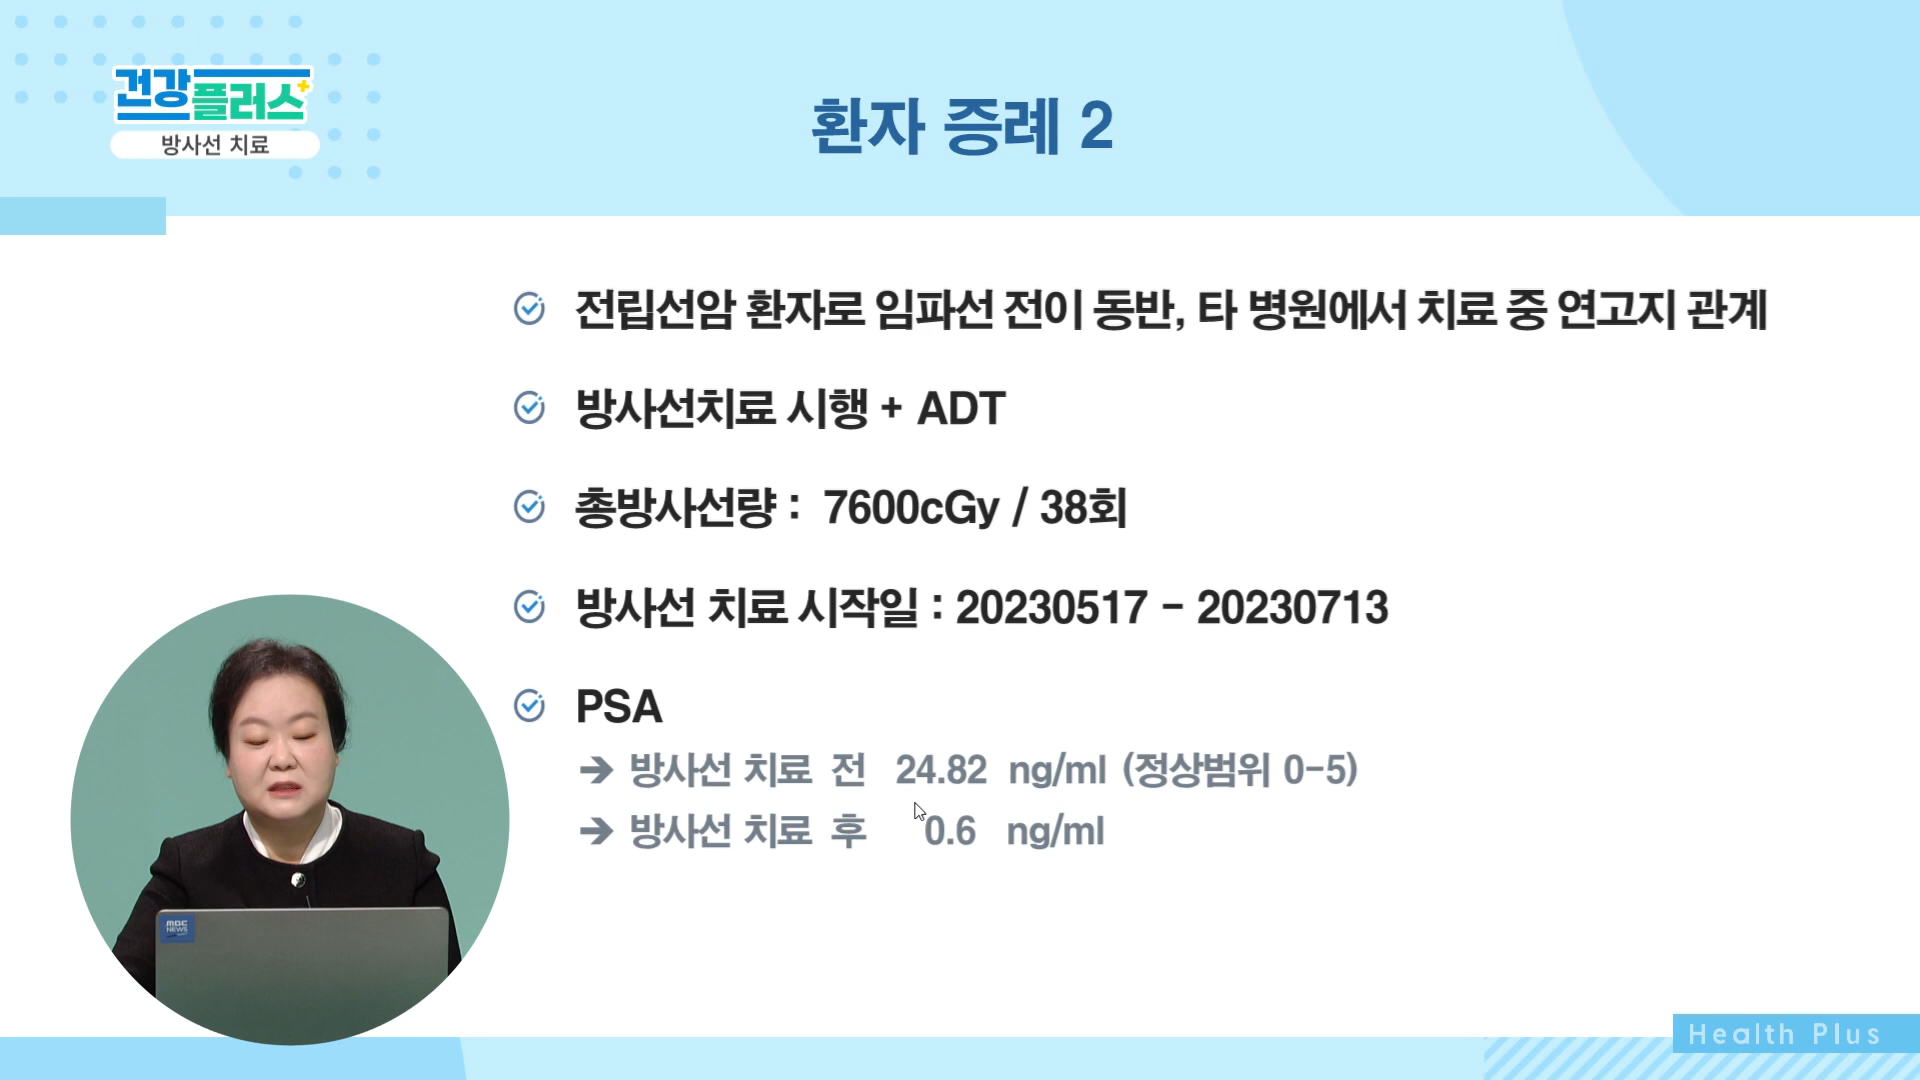 건강플러스+
방사선 치료
환자 증례 2
전립선암 환자로 임파선 전이 동반, 타 병원에서 치료 중 연고지 관계
방사선치료 시행 + ADT
총방사선량 : 7600cGy / 38회
방사선 치료 시작일 : 20230517 - 20230713
PSA
➔ 방사선 치료 전 24.82 ng/ml (정상범위 0-5)
➔ 방사선 치료 후 0.6 ng/ml
MBC
NEWS
Health Plus